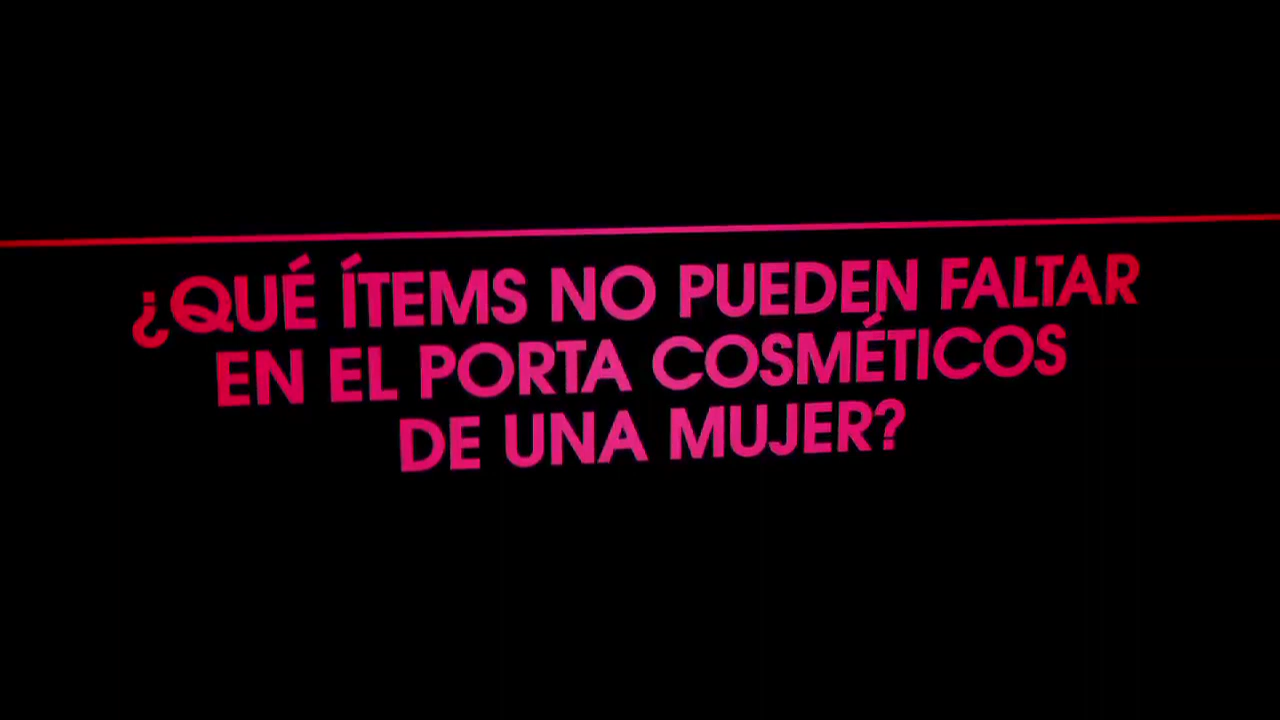 ¿QUÉ ÍTEMS NO PUEDEN FALTAR
EN EL PORTA COSMÉTICOS
DE UNA MUJER?